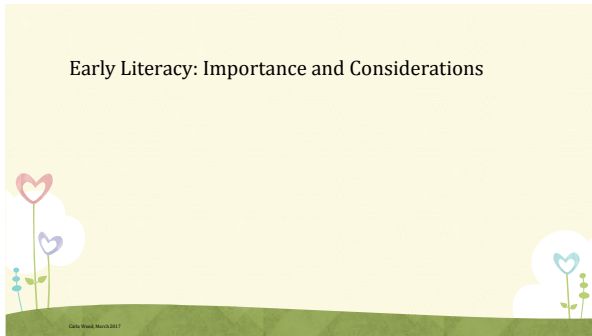 Early Literacy: Importance and Considerations
Carla Wood, March 2017